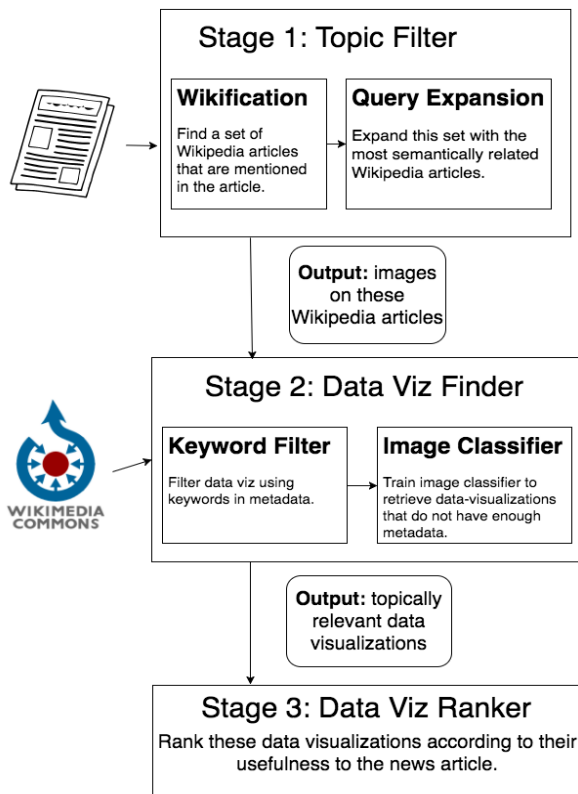 Stage 1: Topic Filter
Wikification
Find a set of
Wikipedia articles
that are mentioned
in the article.
Query Expansion
Expand this set with the
most semantically related
Wikipedia articles.
Output: images
on these
Wikipedia articles
Stage 2: Data Viz Finder
WIKIMEDIA
COMMONS
Keyword Filter
Filter data viz using
keywords in metadata.
Image Classifier
Train image classifier to
retrieve data-visualizations
that do not have enough
metadata.
Output: topically
relevant data
visualizations
Stage 3: Data Viz Ranker
Rank these data visualizations according to their
usefulness to the news article.